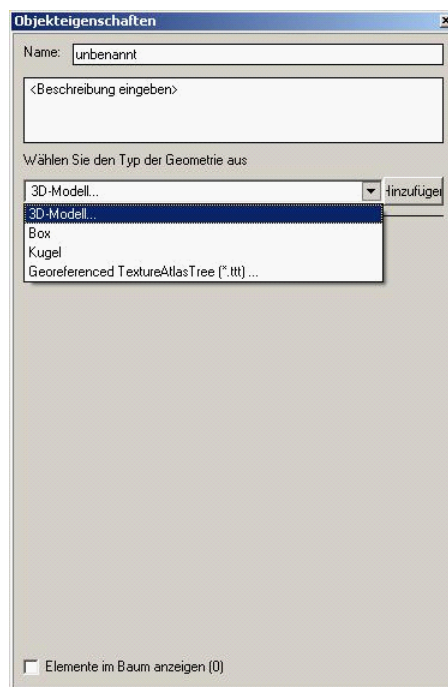 Objekteigenschaften
Name: unbenannt
<Beschreibung eingeben>
Wählen Sie den Typ der Geometrie aus
3D-Modell... Hinzufügen
3D-Modell...
Box
Kugel
Georeferenced TextureAtlasTree (*.ttt) ...
Elemente im Baum anzeigen (0)